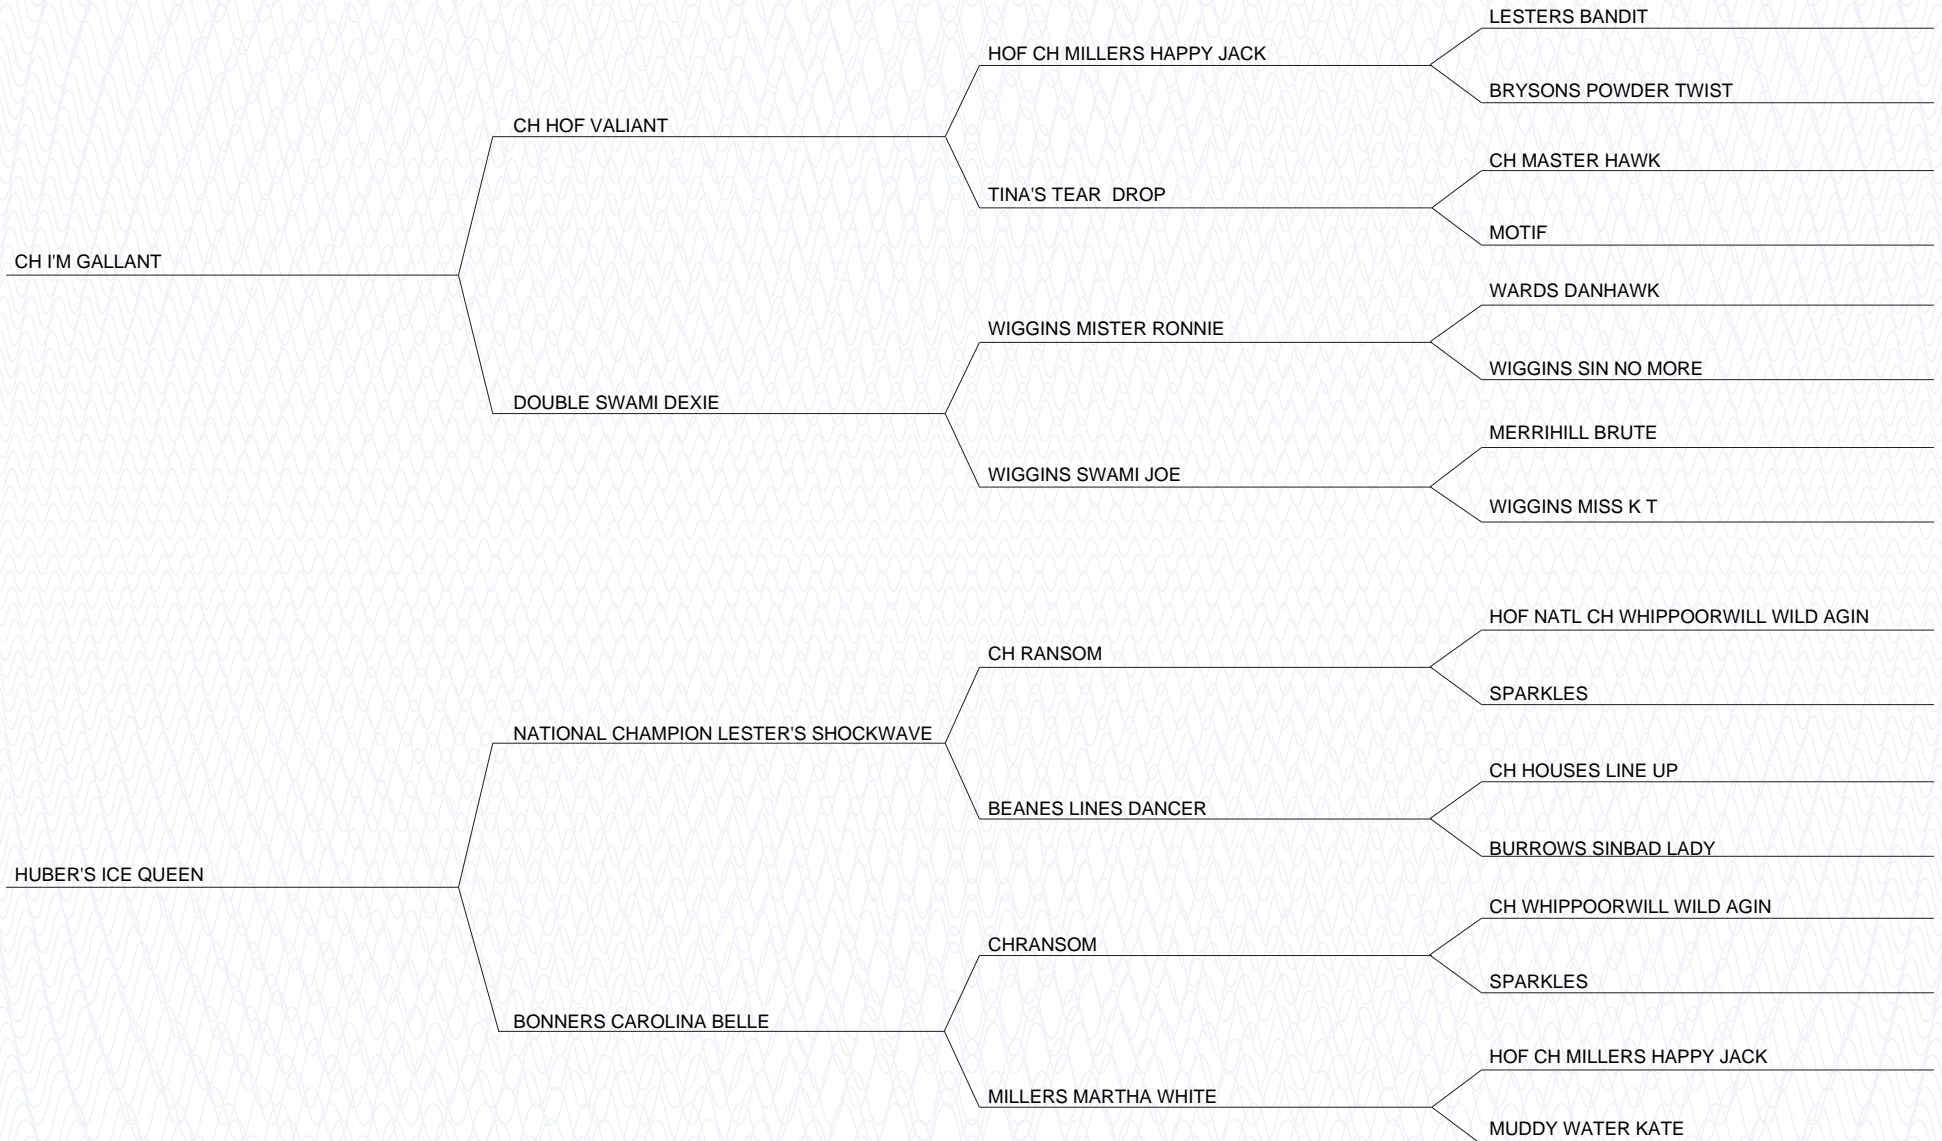 LESTERS BANDIT
HOF CH MILLERS HAPPY JACK
BRYSONS POWDER TWIST
CH HOF VALIANT
CH MASTER HAWK
TINA'S TEAR  DROP
MOTIF
CH I'M GALLANT
WARDS DANHAWK
WIGGINS MISTER RONNIE
WIGGINS SIN NO MORE
DOUBLE SWAMI DEXIE
MERRIHILL BRUTE
WIGGINS SWAMI JOE
WIGGINS MISS K T
HOF NATL CH WHIPPOORWILL WILD AGIN
CH RANSOM
SPARKLES
NATIONAL CHAMPION LESTER'S SHOCKWAVE
CH HOUSES LINE UP
BEANES LINES DANCER
BURROWS SINBAD LADY
HUBER'S ICE QUEEN
CH WHIPPOORWILL WILD AGIN
CHRANSOM
SPARKLES
BONNERS CAROLINA BELLE
HOF CH MILLERS HAPPY JACK
MILLERS MARTHA WHITE
MUDDY WATER KATE